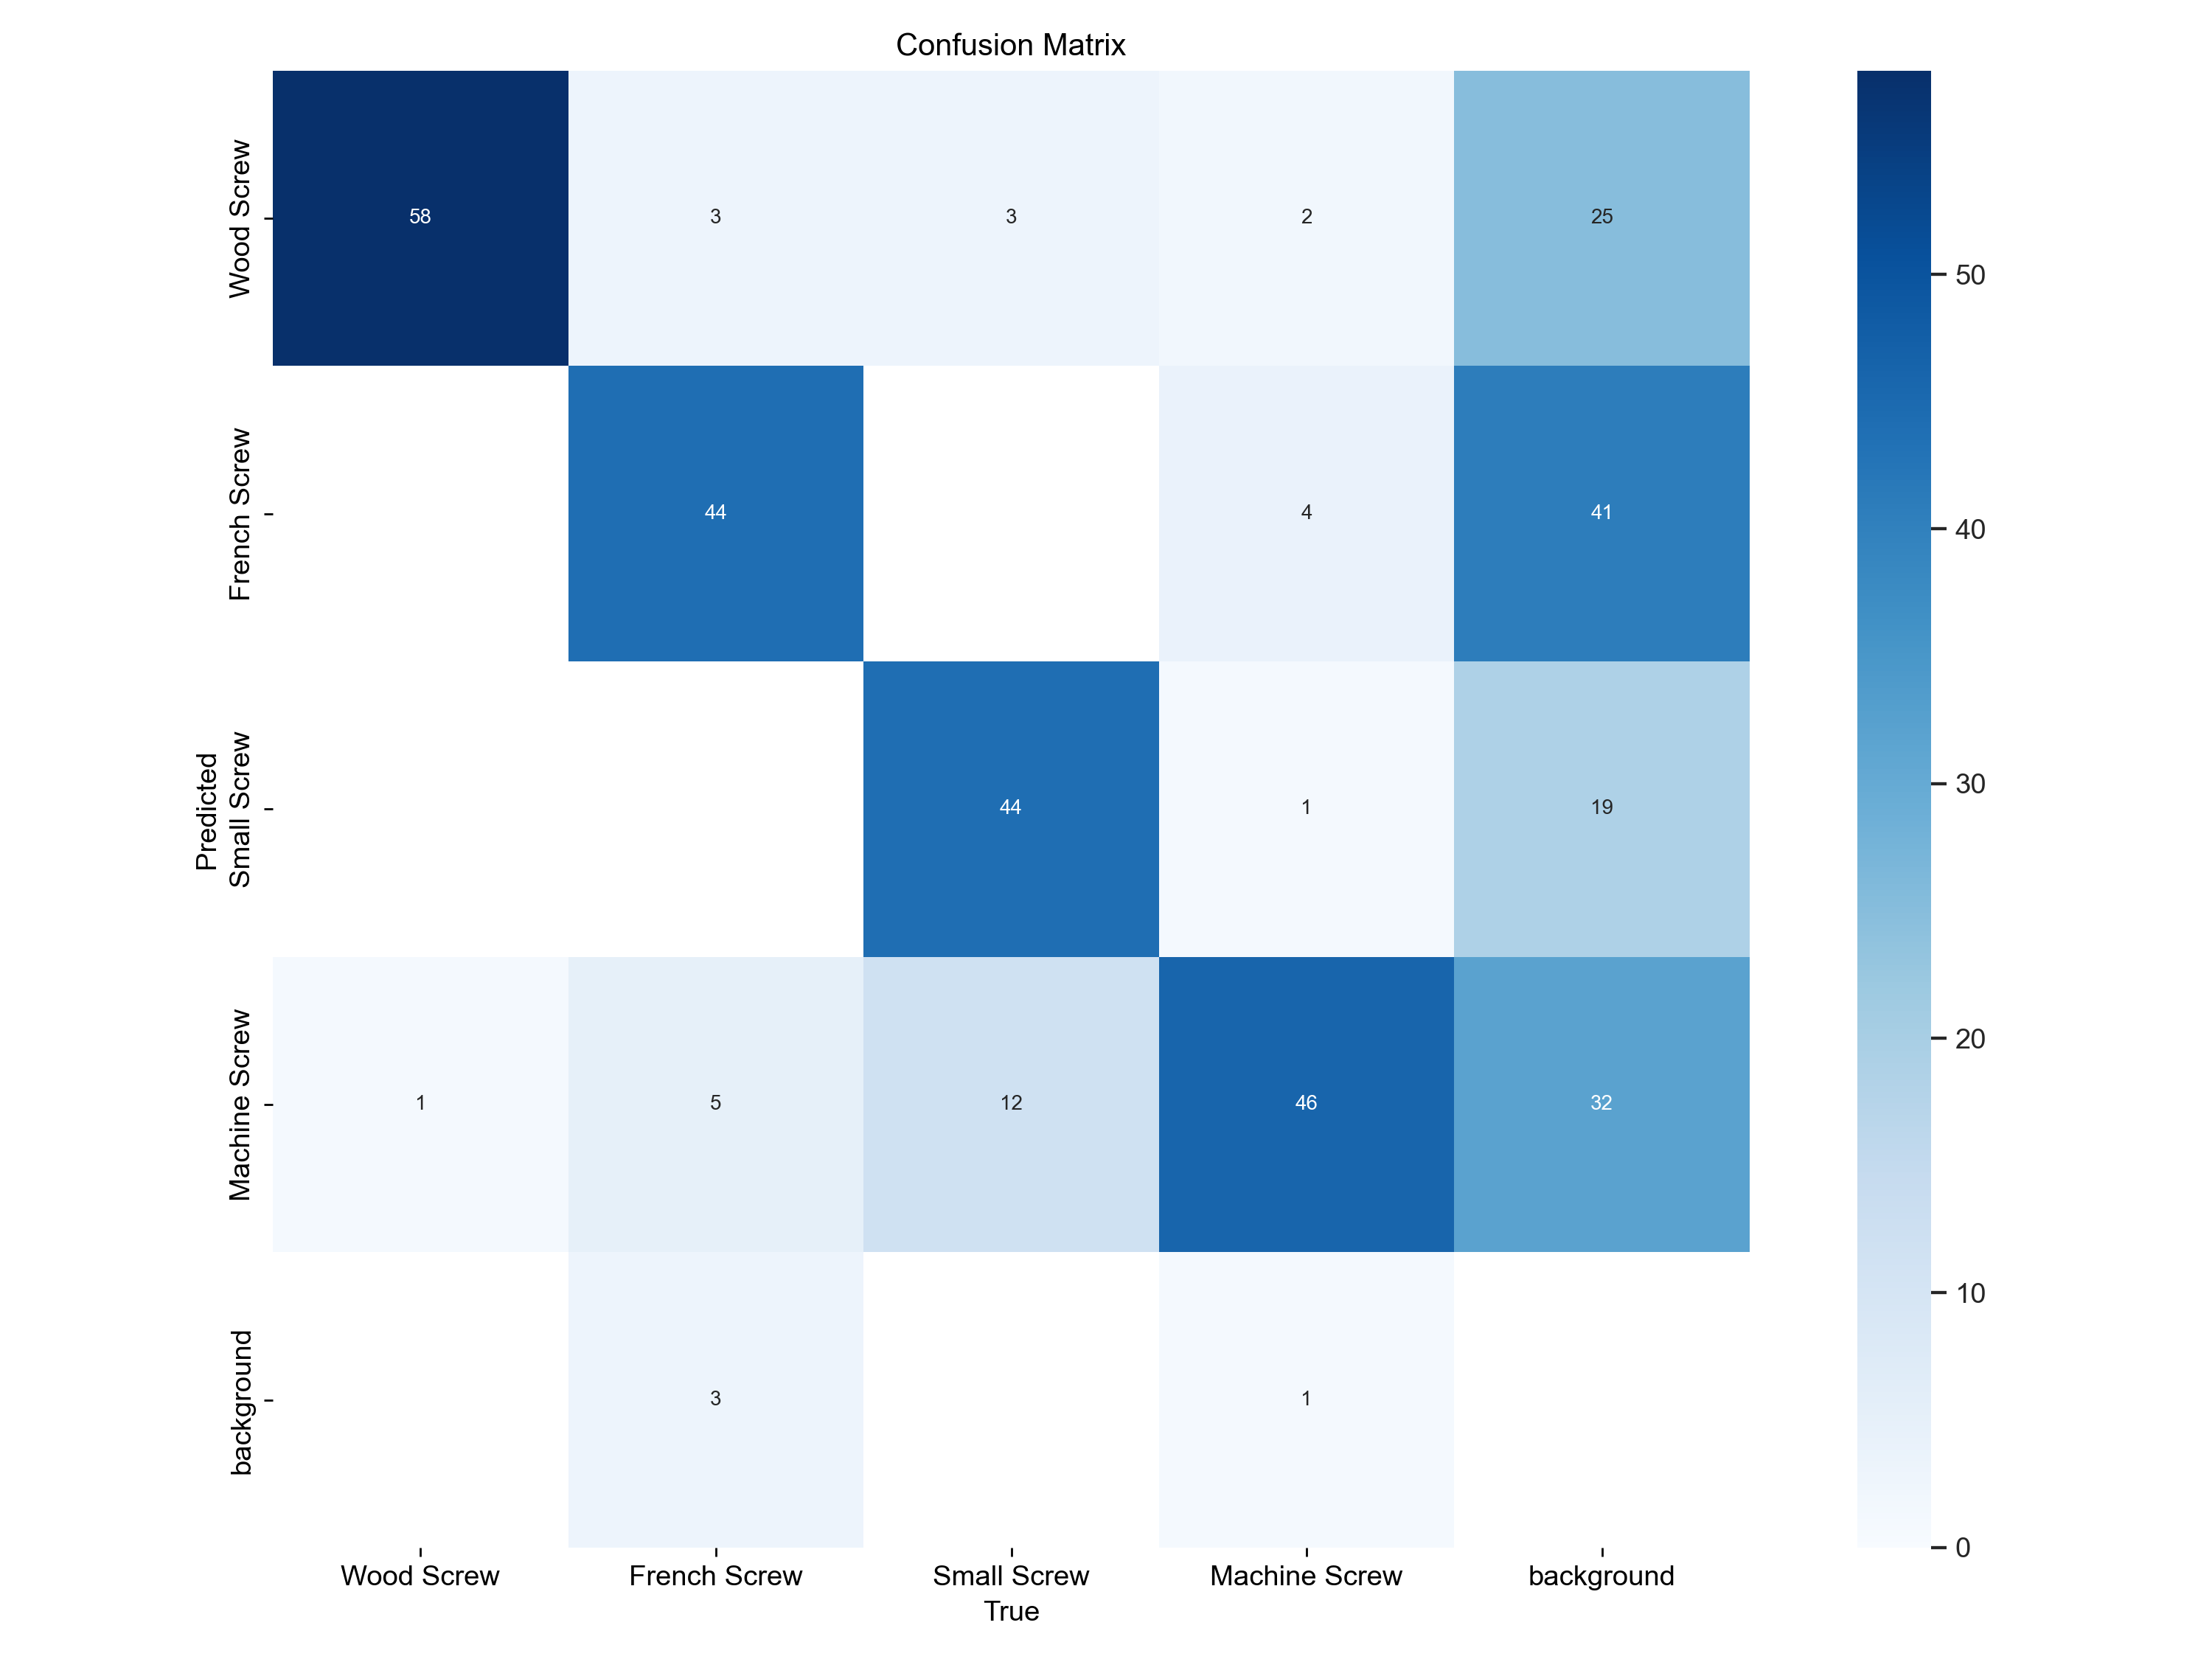 Confusion Matrix
Predicted
Wood Screw
58 3 3 2 25
French Screw
44 4 41
Small Screw
44 1 19
Machine Screw
1 5 12 46 32
background
3 1
Wood Screw French Screw Small Screw Machine Screw background
True
50
40
30
20
10
0